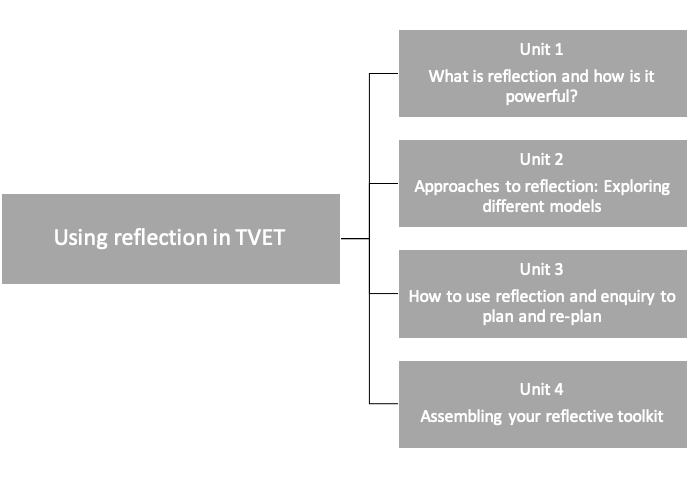 Using reflection in TVET
Unit 1
What is reflection and how is it
powerful?
Unit 2
Approaches to reflection: Exploring
different models
Unit 3
How to use reflection and enquiry to
plan and re-plan
Unit 4
Assembling your reflective toolkit